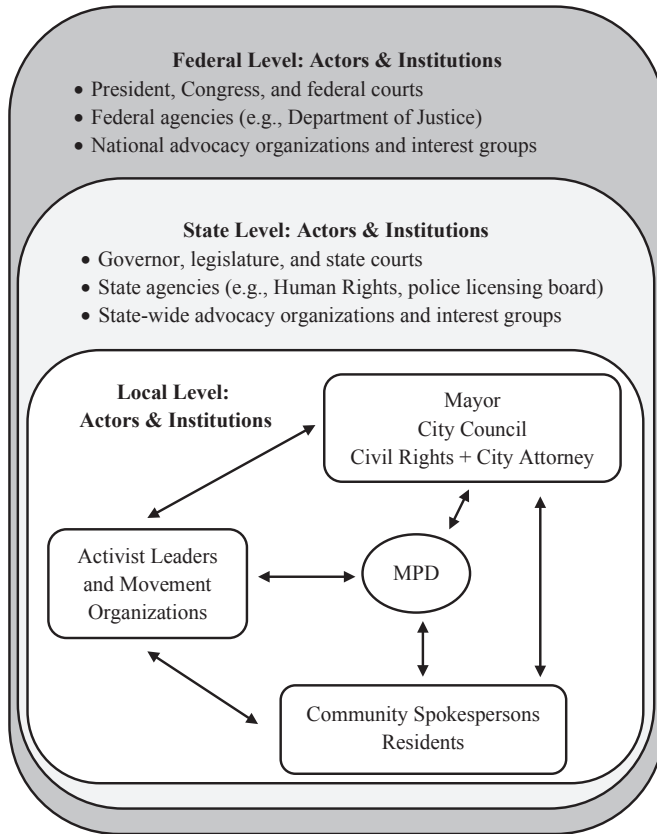 Federal Level: Actors & Institutions
• President, Congress, and federal courts
• Federal agencies (e.g., Department of Justice)
• National advocacy organizations and interest groups
State Level: Actors & Institutions
• Governor, legislature, and state courts
• State agencies (e.g., Human Rights, police licensing board)
• State-wide advocacy organizations and interest groups
Local Level:
Actors & Institutions
Mayor
City Council
Civil Rights + City Attorney
Activist Leaders
and Movement
Organizations
MPD
Community Spokespersons
Residents